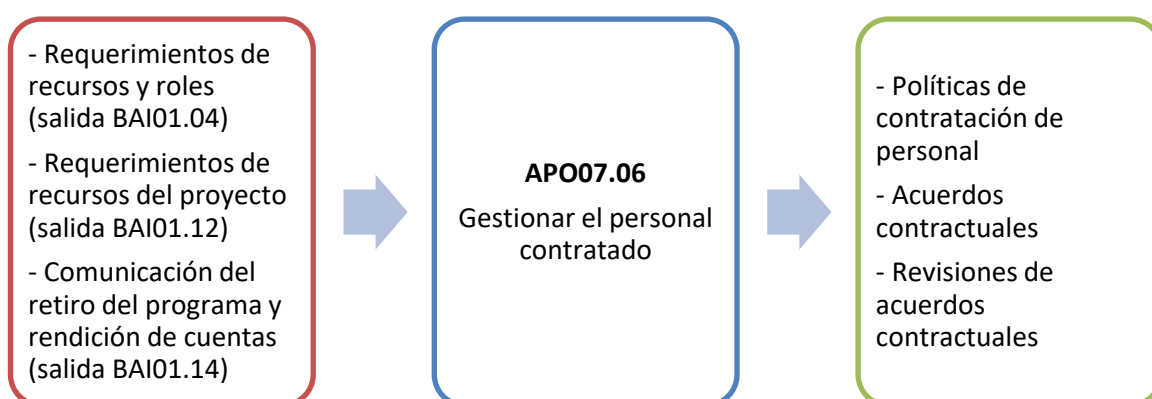 - Requerimientos de
recursos y roles
(salida BAI01.04)
- Requerimientos de
recursos del proyecto
(salida BAI01.12)
- Comunicación del
retiro del programa y
rendición de cuentas
(salida BAI01.14)
APO07.06
Gestionar el personal
contratado
- Políticas de
contratación de
personal
- Acuerdos
contractuales
- Revisiones de
acuerdos
contractuales